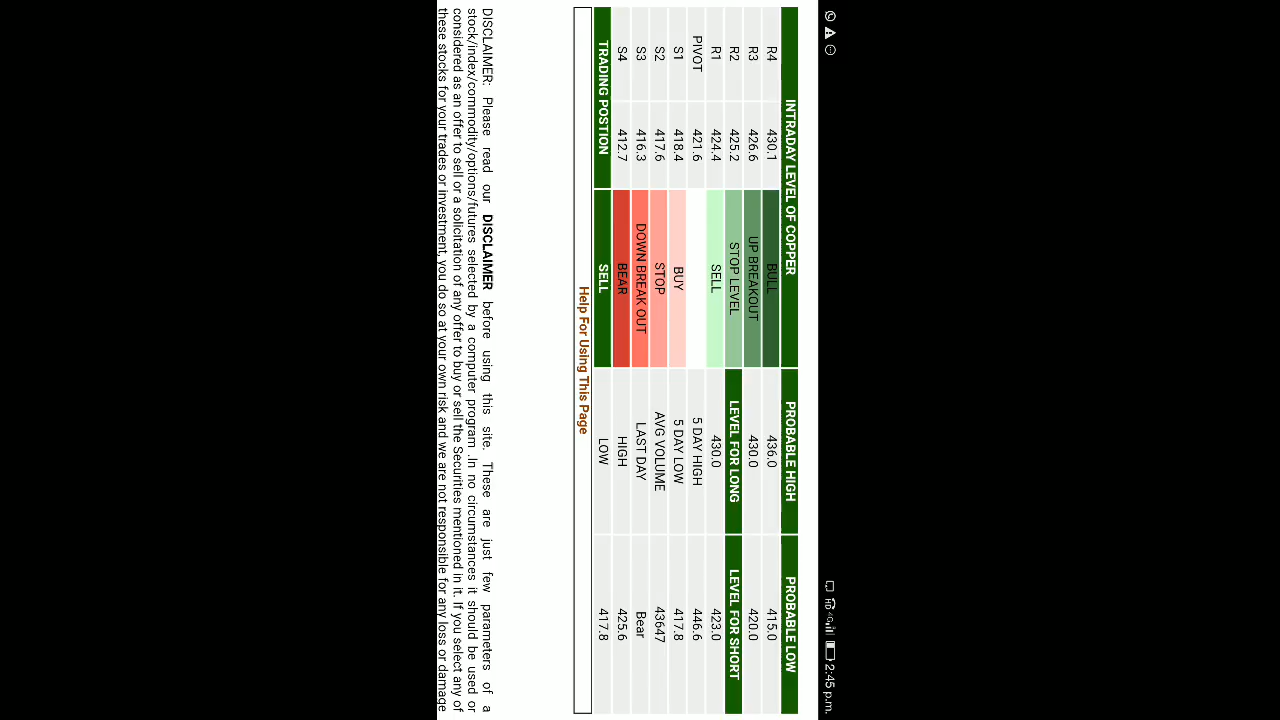 2:45 p.m.
INTRADAY LEVEL OF COPPER PROBABLE HIGH PROBABLE LOW
R4 430.1 BULL 436.0 415.0
R3 426.6 UP BREAKOUT 430.0 420.0
R2 425.2 STOP LEVEL LEVEL FOR LONG LEVEL FOR SHORT
R1 424.4 SELL 430.0 423.0
PIVOT 421.6 5 DAY HIGH 446.6
S1 418.4 BUY 5 DAY LOW 417.8
S2 417.6 STOP AVG VOLUME 43647
S3 416.3 DOWN BREAK OUT LAST DAY Bear
S4 412.7 BEAR HIGH 425.6
TRADING POSTION SELL LOW 417.8
Help For Using This Page
DISCLAIMER: Please read our DISCLAIMER before using this site. These are just few parameters of a
stock/index/commodity/options/futures selected by a computer program .In no circumstances it should be used or
considered as an offer to sell or a solicitation of any offer to buy or sell the Securities mentioned in it. If you select any of
these stocks for your trades or investment, you do so at your own risk and we are not responsible for any loss or damage